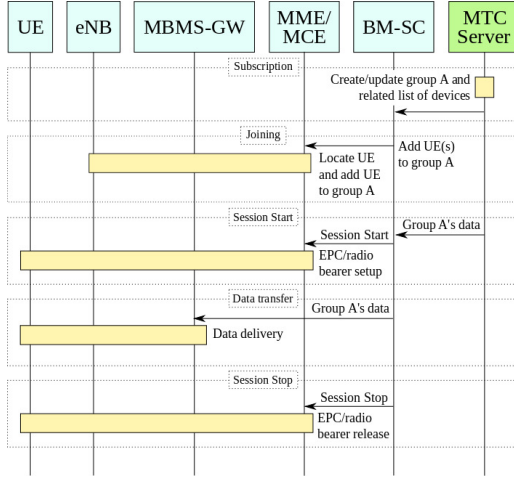 UE
eNB
MBMS-GW
MME/
MCE
BM-SC
MTC
Server
Subscription
Create/update group A and
related list of devices
Joining
Add UE(s)
to group A
Locate UE
and add UE
to group A
Session Start
Group A's data
Session Start
EPC/radio
bearer setup
Data transfer
Group A's data
Data delivery
Session Stop
Session Stop
EPC/radio
bearer release